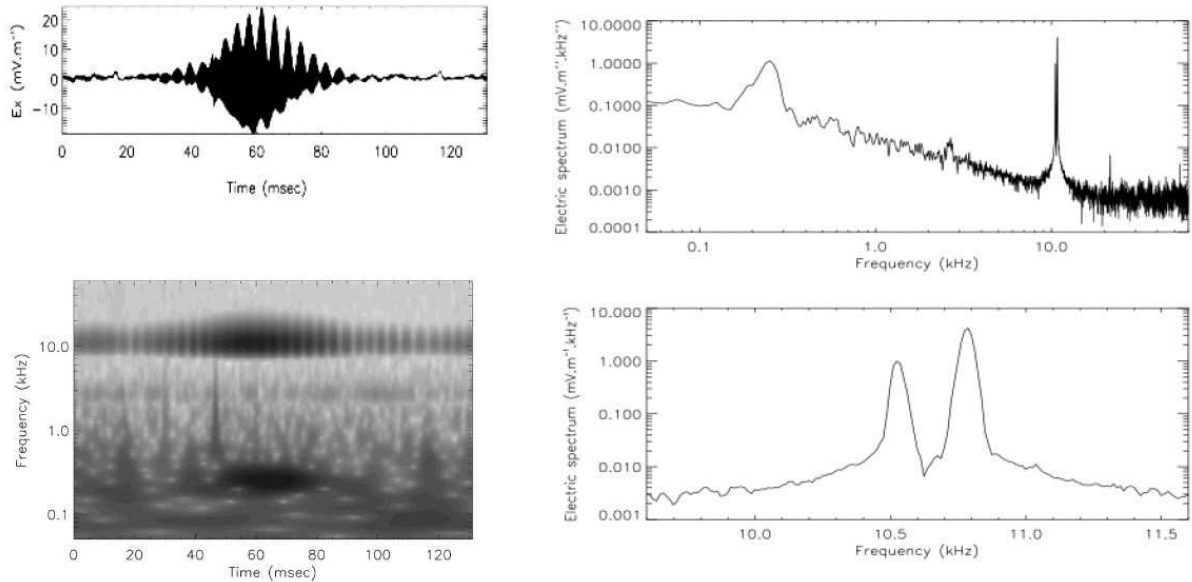 Ex (mV.m⁻¹)
20
10
0
-10
0 20 40 60 80 100 120
Time (msec)
Electric spectrum (mV.m⁻¹.kHz⁻¹)
10.0000
1.0000
0.1000
0.0100
0.0010
0.0001
0.1 1.0 10.0
Frequency (kHz)
Frequency (kHz)
10.0
1.0
0.1
0 20 40 60 80 100 120
Time (msec)
Electric spectrum (mV.m⁻¹.kHz⁻¹)
10.000
1.000
0.100
0.010
0.001
10.0 10.5 11.0 11.5
Frequency (kHz)